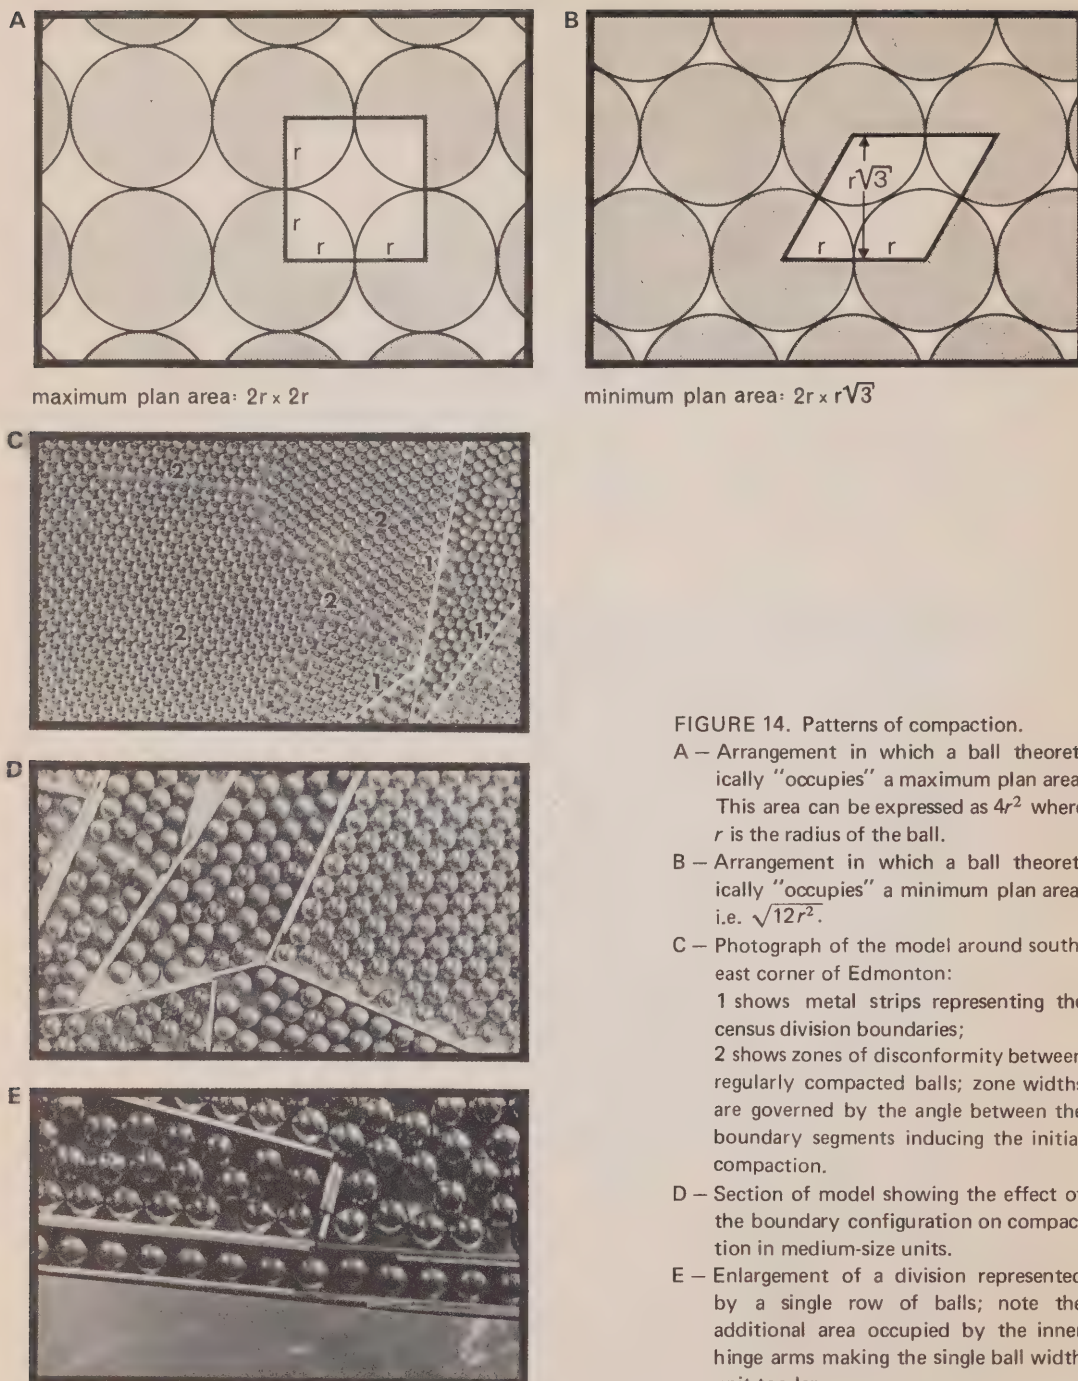 A
B
r
r
r
r
r√3
r
r
maximum plan area: 2r x 2r
minimum plan area: 2r x r√3
C
2
2
1
2
2
1
1
D
E
FIGURE 14. Patterns of compaction.
A – Arrangement in which a ball theoret
ically "occupies" a maximum plan area
This area can be expressed as 4r² where
r is the radius of the ball.
B – Arrangement in which a ball theoret
ically "occupies" a minimum plan area
i.e. √12r².
C – Photograph of the model around south
east corner of Edmonton:
1 shows metal strips representing the
census division boundaries;
2 shows zones of disconformity between
regularly compacted balls; zone widths
are governed by the angle between the
boundary segments inducing the initial
compaction.
D – Section of model showing the effect of
the boundary configuration on compac
tion in medium-size units.
E – Enlargement of a division represented
by a single row of balls; note the
additional area occupied by the inner
hinge arms making the single ball width